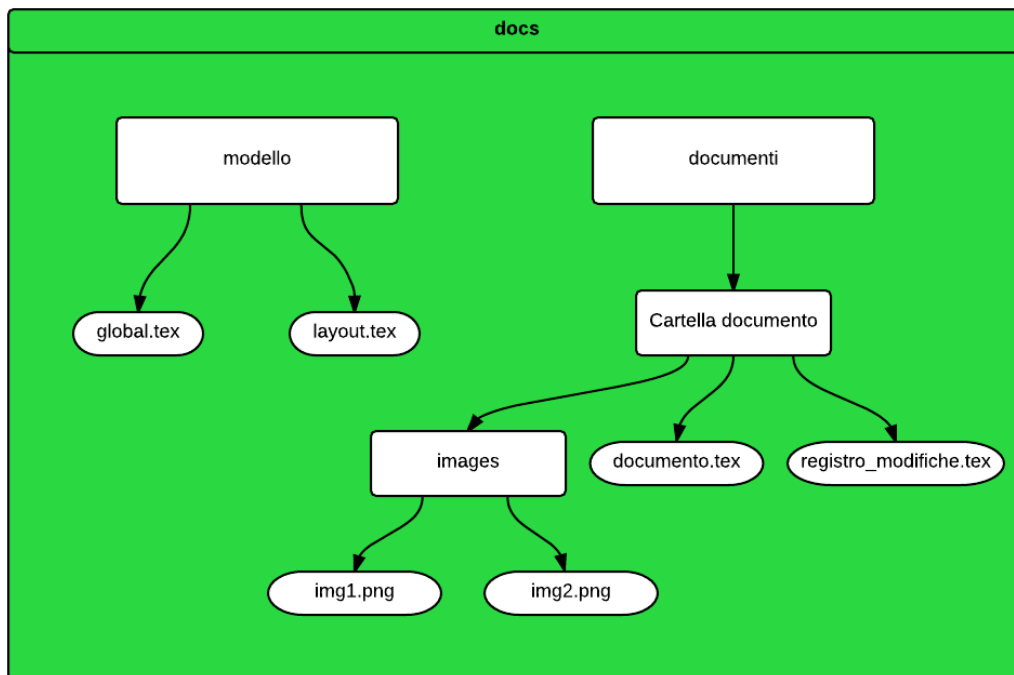 docs
modello
documenti
global.tex
layout.tex
Cartella documento
images
documento.tex
registro_modifiche.tex
img1.png
img2.png